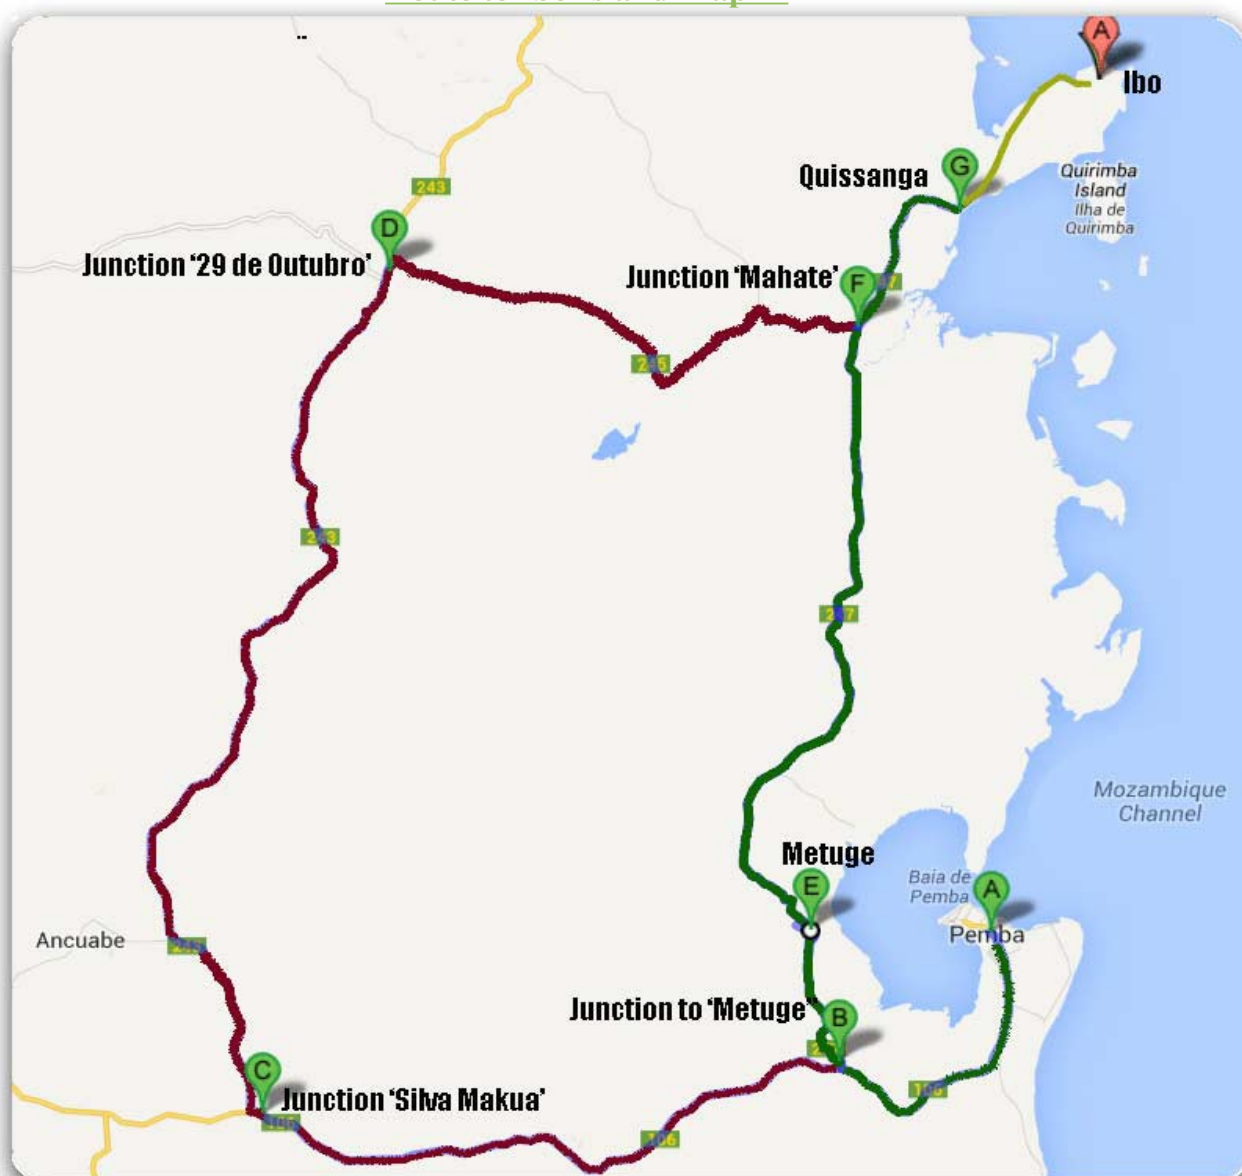 A
Ibo
Quissanga
G
Quirimba
Island
Ilha de
Quirimba
243
D
Junction '29 de Outubro'
Junction 'Mahate'
F
A
Baia de
Pemba
Pemba
Mozambique
Channel
Metuge
E
Ancuabe
Junction to 'Metuge"
B
C
Junction 'Silva Makua'
106